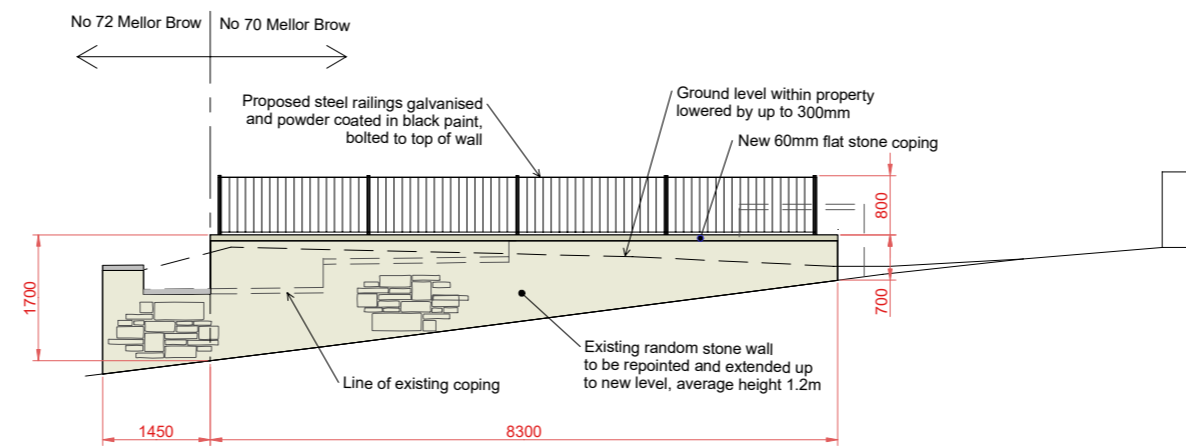 No 72 Mellor Brow
No 70 Mellor Brow
Proposed steel railings galvanised
and powder coated in black paint,
bolted to top of wall
Ground level within property
lowered by up to 300mm
New 60mm flat stone coping
800
1700
700
Existing random stone wall
to be repointed and extended up
to new level, average height 1.2m
Line of existing coping
1450
8300